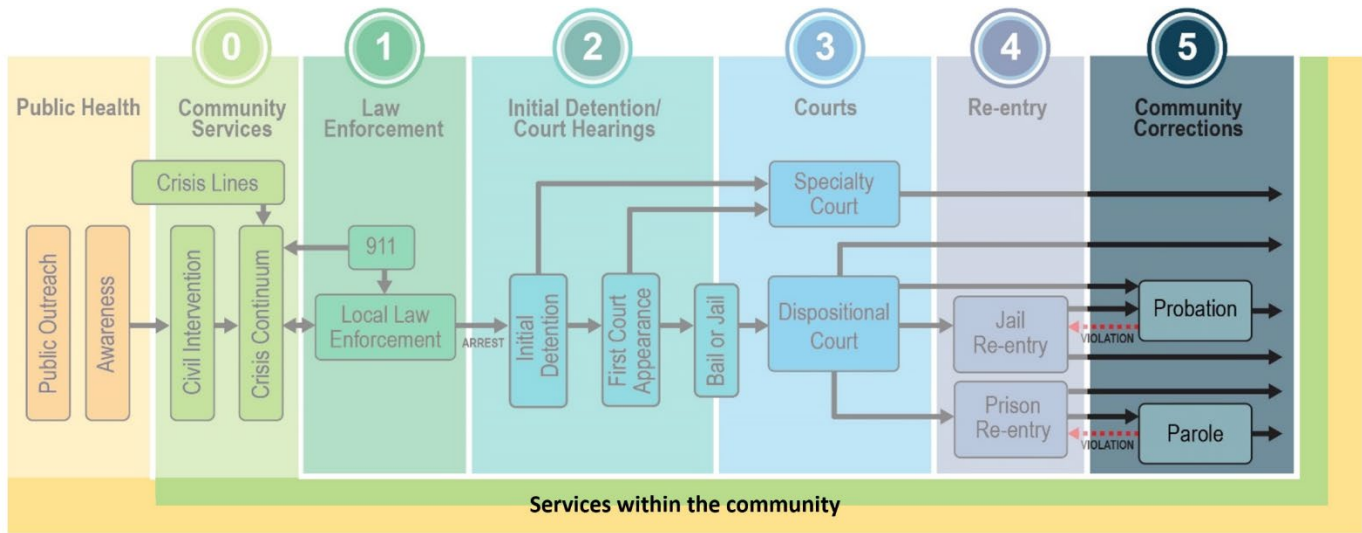 0
1
2
3
4
5
Public Health
Community
Services
Law
Enforcement
Initial Detention/
Court Hearings
Courts
Re-entry
Community
Corrections
Crisis Lines
Public Outreach
Awareness
Civil Intervention
Crisis Continuum
911
Local Law
Enforcement
ARREST
Initial
Detention
First Court
Appearance
Bail or Jail
Specialty
Court
Dispositional
Court
Jail
Re-entry
Prison
Re-entry
VIOLATION
Probation
VIOLATION
Parole
Services within the community